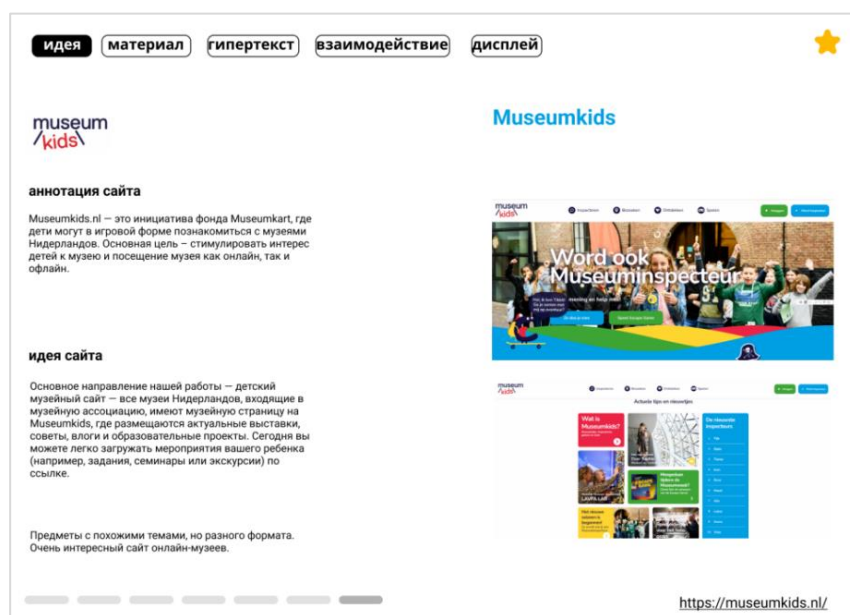 идея
материал
гипертекст
взаимодействие
дисплей
museum
kids
Museumkids
аннотация сайта
Museumkids.nl — это инициатива фонда Museumkart, где
дети могут в игровой форме познакомиться с музеями
Нидерландов. Основная цель – стимулировать интерес
детей к музею и посещение музея как онлайн, так и
офлайн.
идея сайта
Основное направление нашей работы — детский
музейный сайт — все музеи Нидерландов, входящие в
музейную ассоциацию, имеют музейную страницу на
Museumkids, где размещаются актуальные выставки,
советы, влоги и образовательные проекты. Сегодня вы
можете легко загружать мероприятия вашего ребенка
(например, задания, семинары или экскурсии) по
ссылке.
Предметы с похожими темами, но разного формата.
Очень интересный сайт онлайн-музеев.
museum
kids
Word ook
Museuminspecteur
museum
kids
Actuele tips en nieuwtjes
Wat is
Museumkids?
De nieuwste
inspecteurs
https://museumkids.nl/